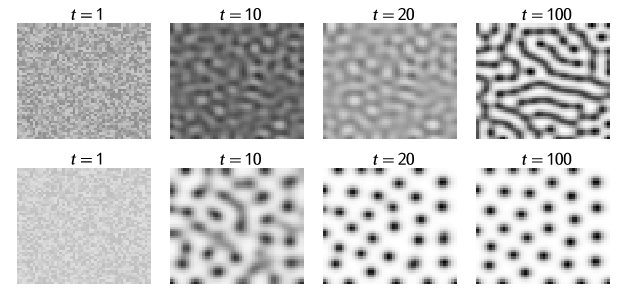 t = 1 t = 10 t = 20 t = 100
t = 1 t = 10 t = 20 t = 100